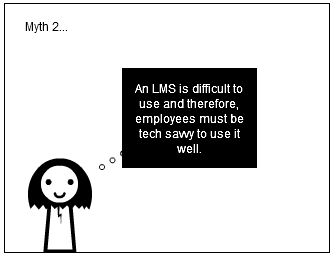 Myth 2...
An LMS is difficult to
use and therefore,
employees must be
tech savvy to use it
well.